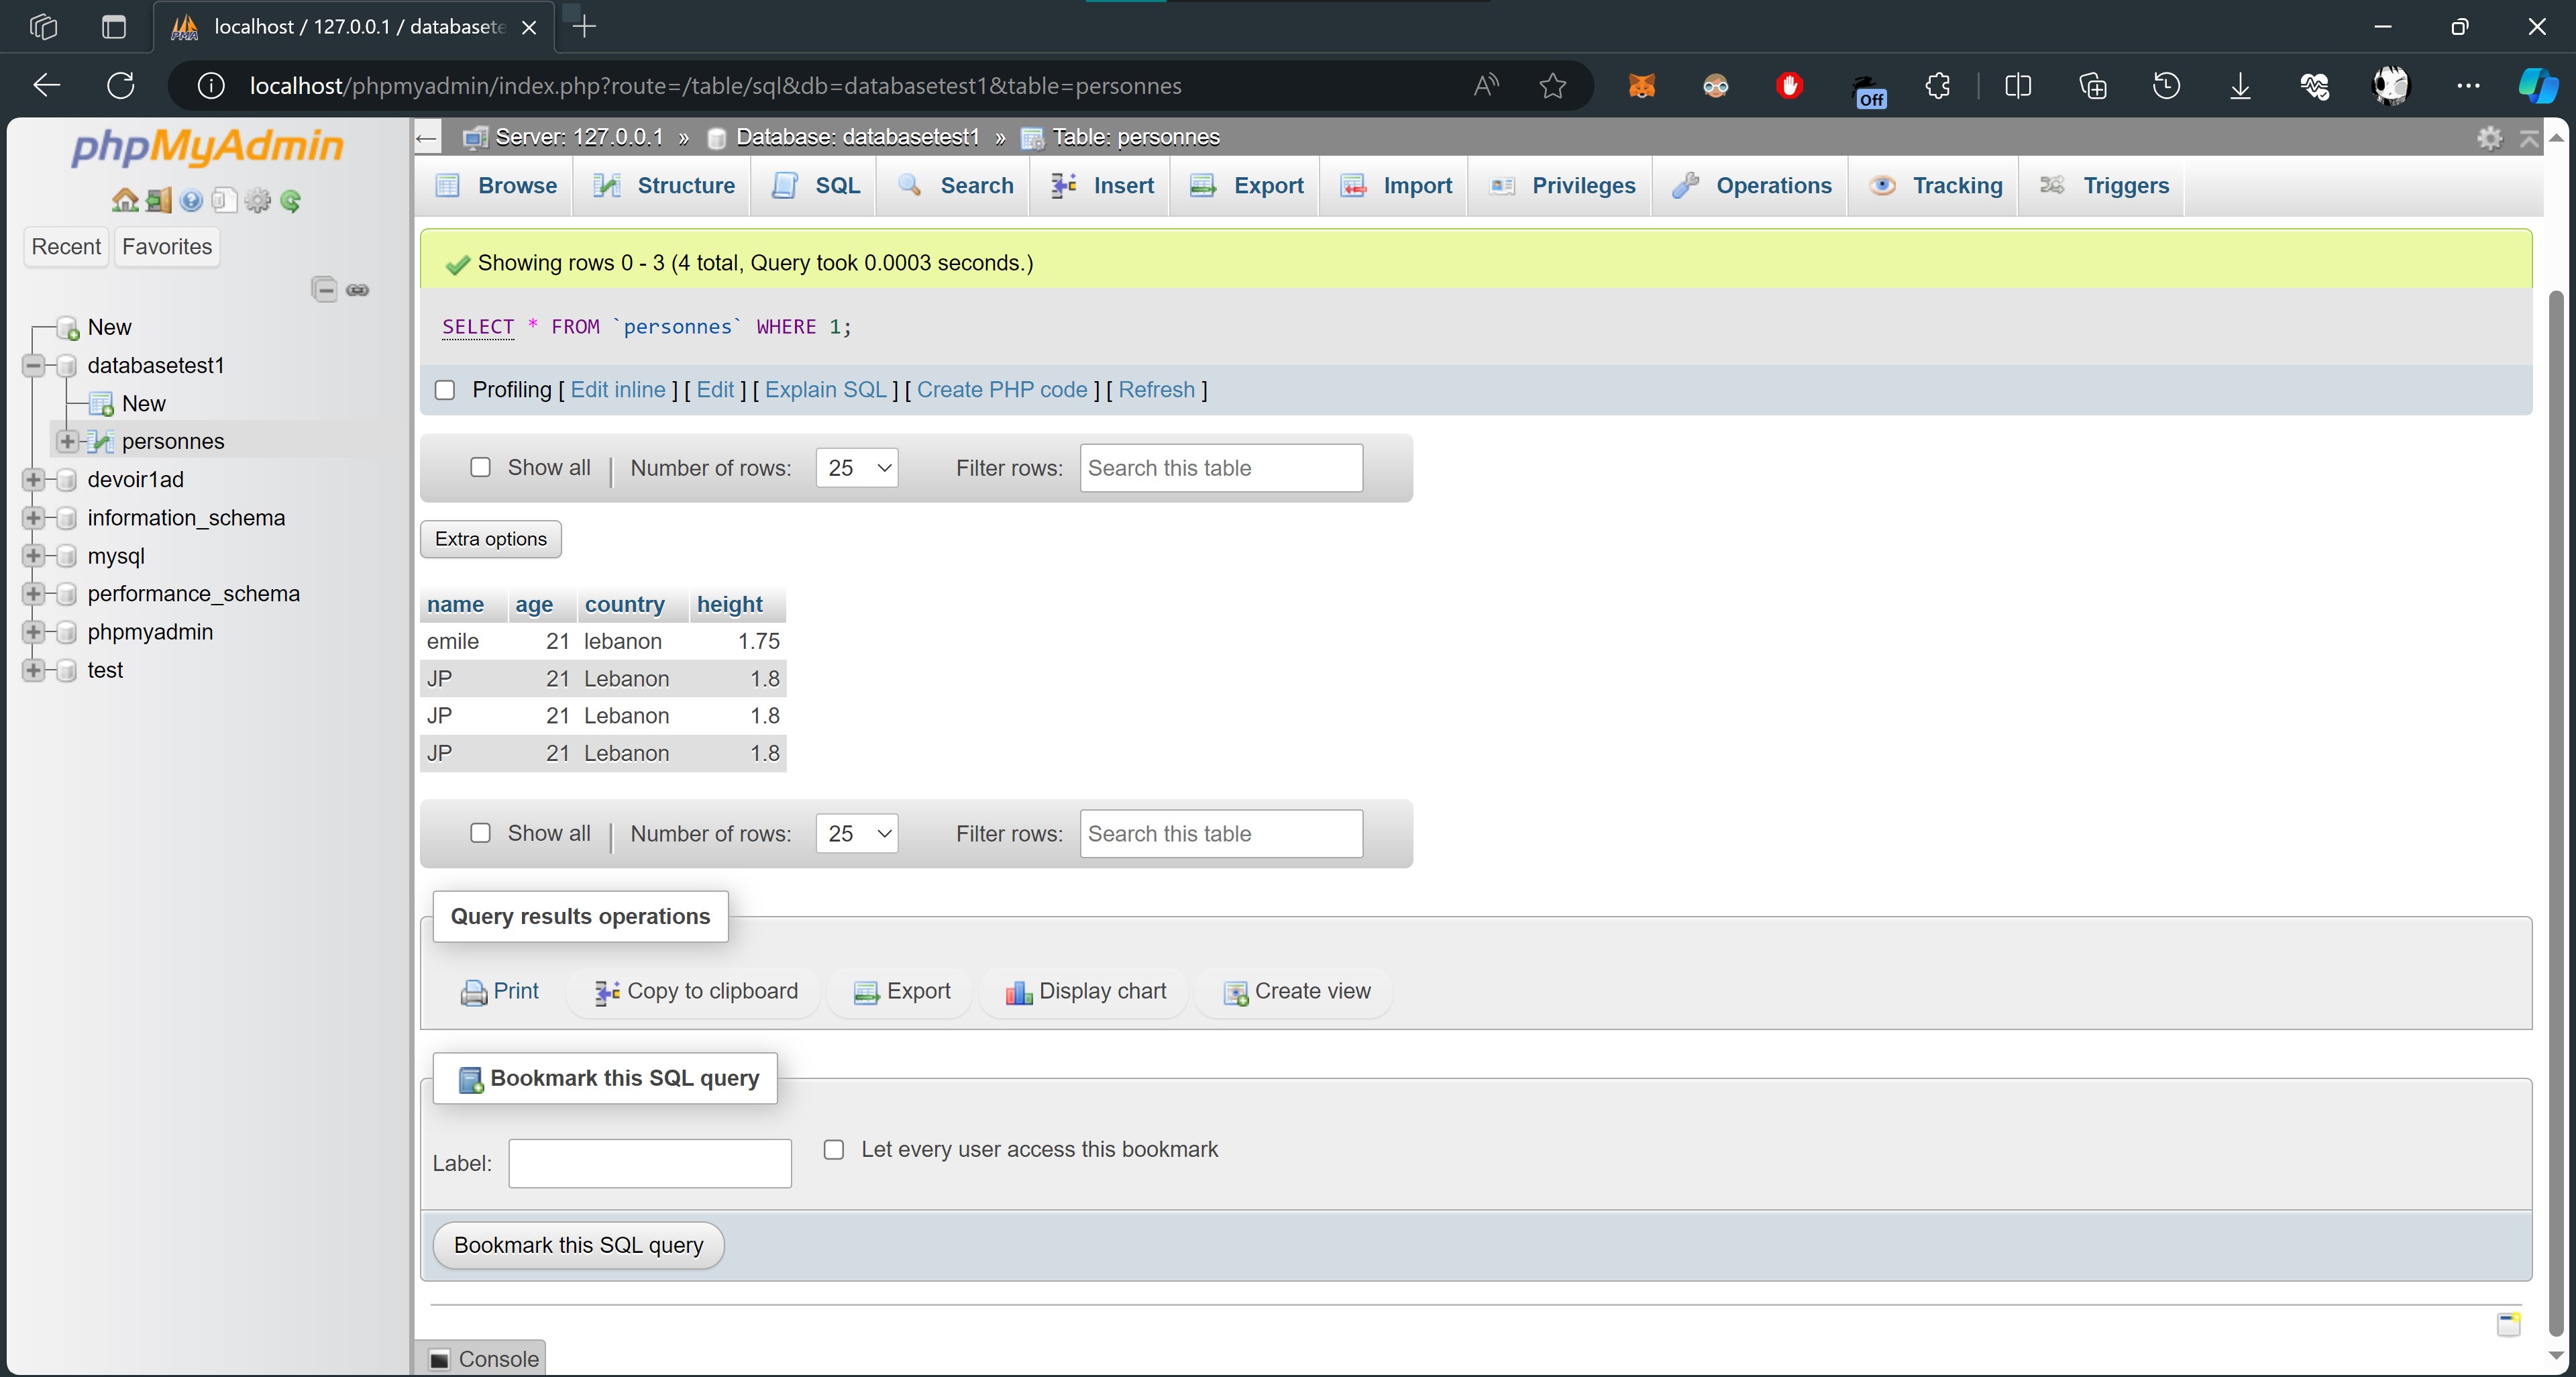 localhost / 127.0.0.1 / databasete
localhost/phpmyadmin/index.php?route=/table/sql&db=databasetest1&table=personnes
Off
phpMyAdmin
Recent Favorites
New
databasetest1
New
personnes
devoir1ad
information_schema
mysql
performance_schema
phpmyadmin
test
Server: 127.0.0.1 » Database: databasetest1 » Table: personnes
Browse Structure SQL Search Insert Export Import Privileges Operations Tracking Triggers
Showing rows 0 - 3 (4 total, Query took 0.0003 seconds.)
SELECT * FROM `personnes` WHERE 1;
Profiling [ Edit inline ] [ Edit ] [ Explain SQL ] [ Create PHP code ] [ Refresh ]
Show all | Number of rows: 25 Filter rows: Search this table
Extra options
name age country height
emile 21 lebanon 1.75
JP 21 Lebanon 1.8
JP 21 Lebanon 1.8
JP 21 Lebanon 1.8
Show all | Number of rows: 25 Filter rows: Search this table
Query results operations
Print Copy to clipboard Export Display chart Create view
Bookmark this SQL query
Label: Let every user access this bookmark
Bookmark this SQL query
Console